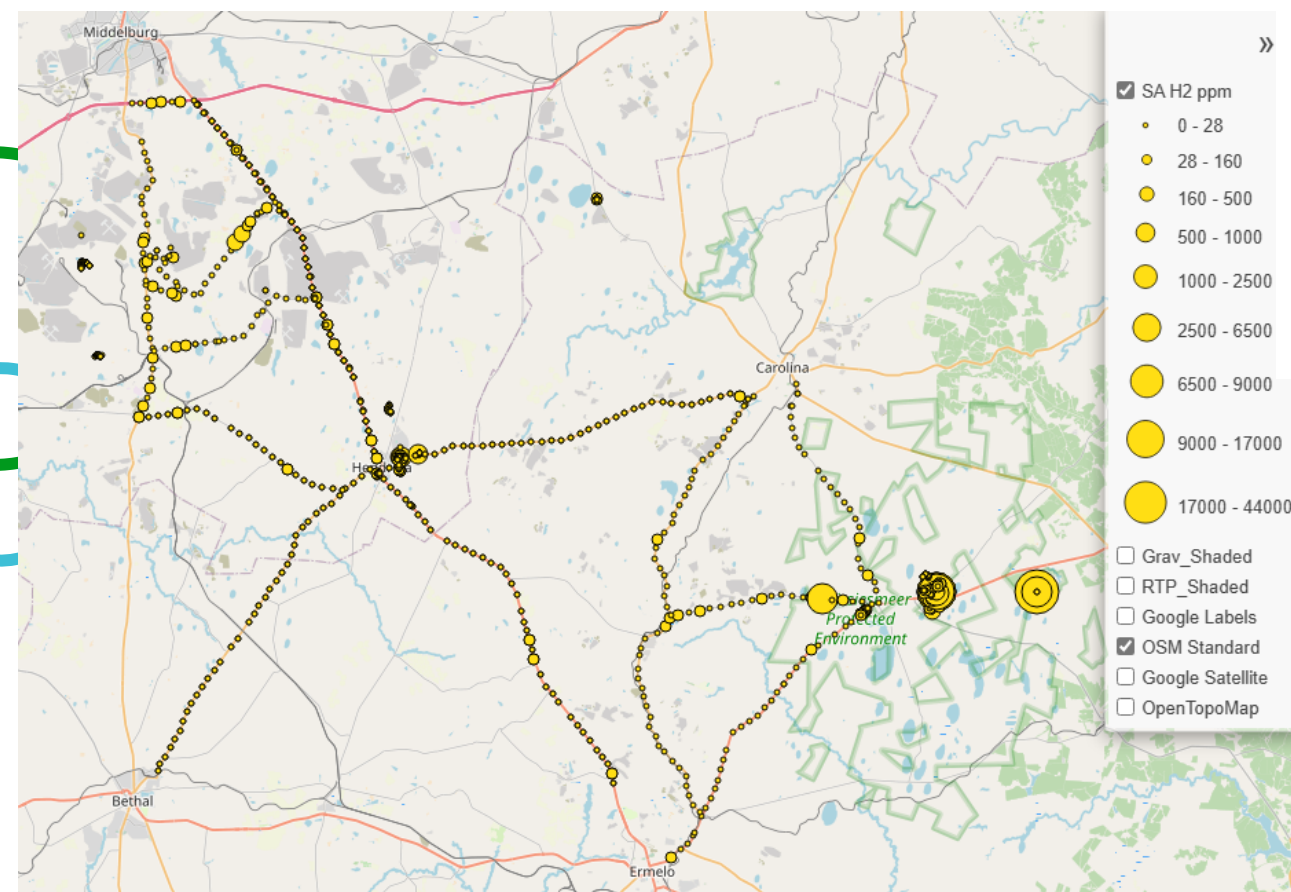 Middelburg
»
SA H2 ppm
0 - 28
28 - 160
160 - 500
500 - 1000
1000 - 2500
2500 - 6500
6500 - 9000
9000 - 17000
17000 - 44000
Carolina
Protected
Environment
Grav_Shaded
RTP_Shaded
Google Labels
OSM Standard
Google Satellite
OpenTopoMap
Bethal
Ermelo